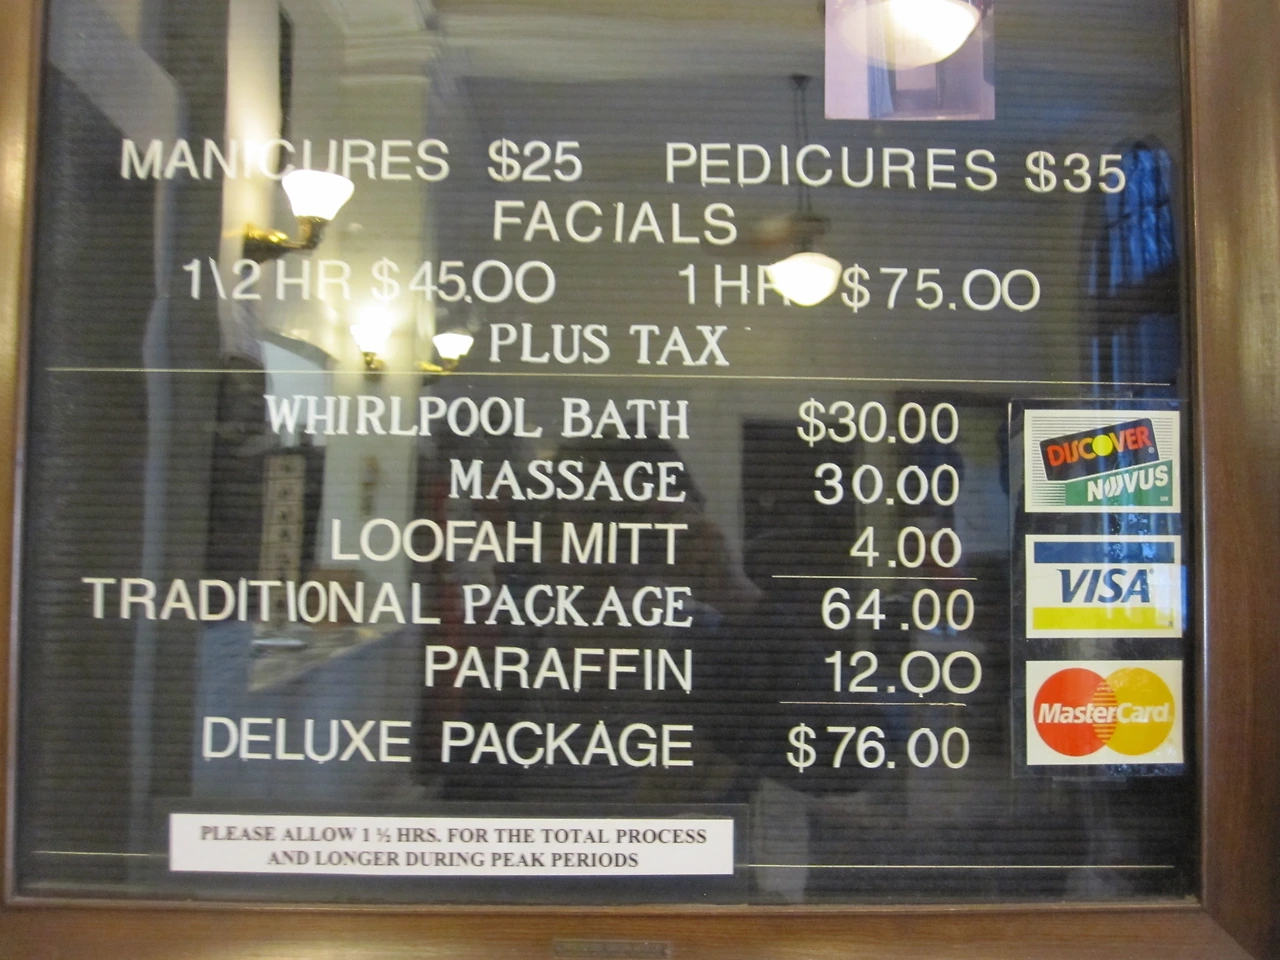 MANICURES $25 PEDICURES $35
FACIALS
1\2 HR $45.00 1 HR $75.00
PLUS TAX
WHIRLPOOL BATH $30.00
MASSAGE 30.00
LOOFAH MITT 4.00
TRADITIONAL PACKAGE 64.00
PARAFFIN 12.00
DELUXE PACKAGE $76.00
DISCOVER
NOVUS
VISA
MasterCard
PLEASE ALLOW 1 ½ HRS. FOR THE TOTAL PROCESS
AND LONGER DURING PEAK PERIODS